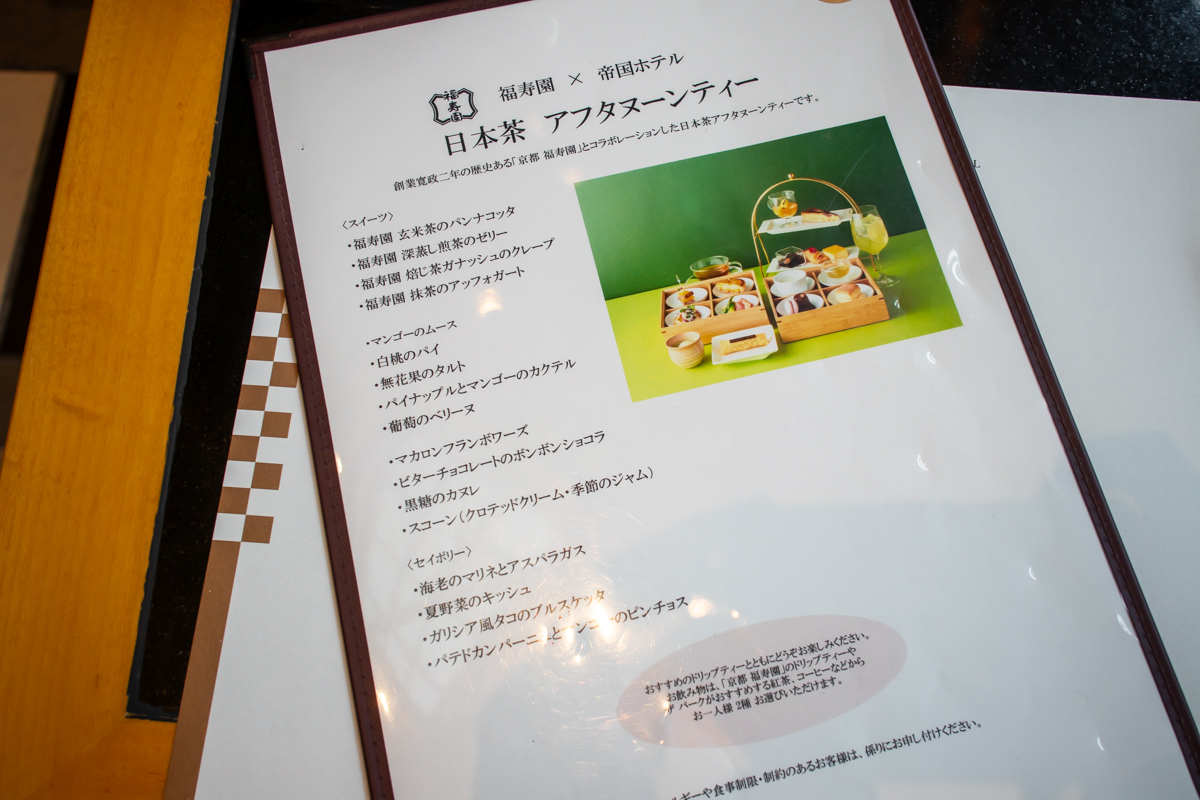 福寿園
福寿園 × 帝国ホテル
日本茶 アフタヌーンティー
創業寛政二年の歴史ある「京都 福寿園」とコラボレーションした日本茶アフタヌーンティーです。
〈スイーツ〉
・福寿園 玄米茶のパンナコッタ
・福寿園 深蒸し煎茶のゼリー
・福寿園 焙じ茶ガナッシュのクレープ
・福寿園 抹茶のアッフォガート
・マンゴーのムース
・白桃のパイ
・無花果のタルト
・パイナップルとマンゴーのカクテル
・葡萄のベリーヌ
・マカロンフランボワーズ
・ビターチョコレートのボンボンショコラ
・黒糖のカヌレ
・スコーン(クロテッドクリーム・季節のジャム)
〈セイボリー〉
・海老のマリネとアスパラガス
・夏野菜のキッシュ
・ガリシア風タコのブルスケッタ
・パテドカンパーニュとマンゴーのピンチョス
おすすめのドリップティーとともにどうぞお楽しみください。
お飲み物は、「京都 福寿園」のドリップティーや
ザ パークがおすすめする紅茶、コーヒーなどから
お一人様 2種 お選びいただけます。
ルギーや食事制限・制約のあるお客様は、係りにお申し付けください。